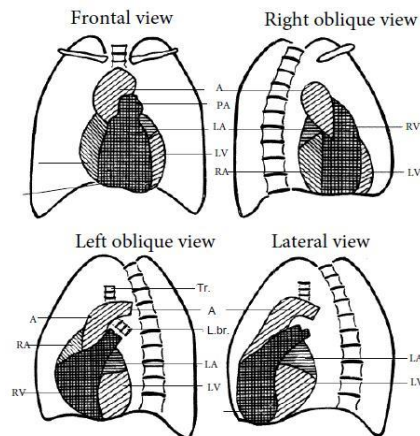 Frontal view
Right oblique view
A
PA
LA
LV
RA
RV
LV
Left oblique view
Lateral view
Tr.
A
A
L.br.
RA
LA
LV
RV
LA
LV